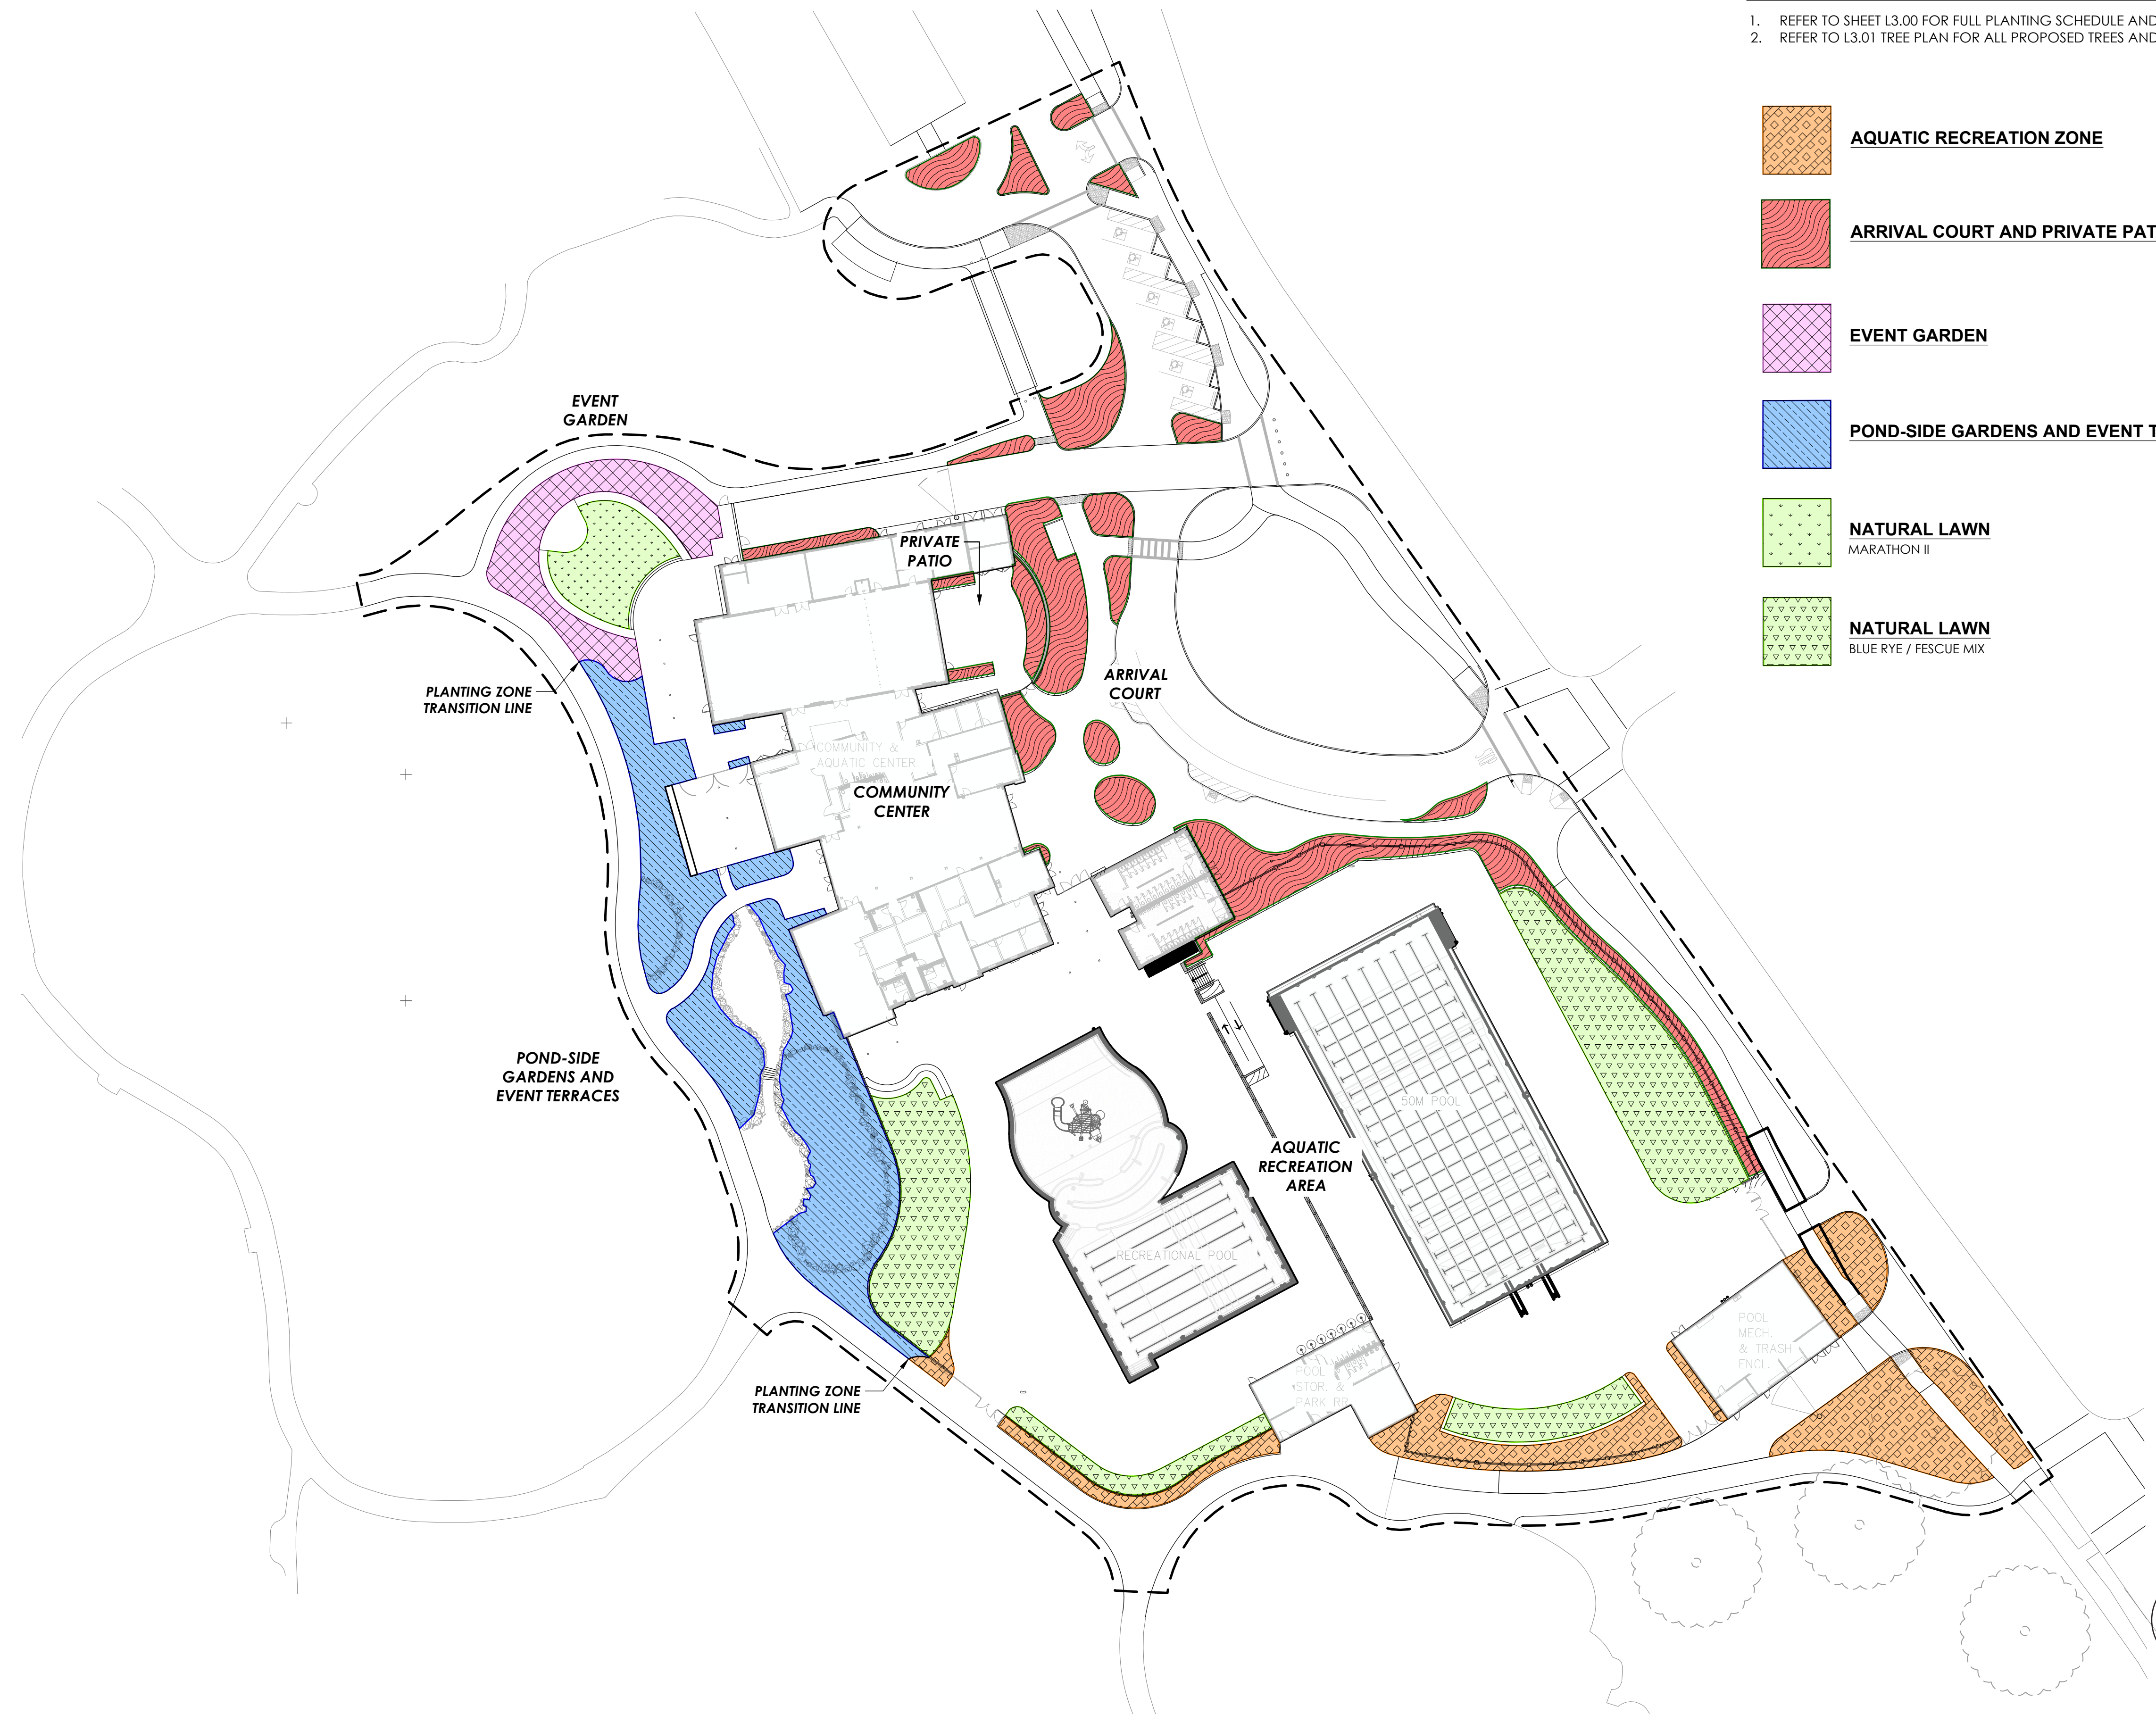 1. REFER TO SHEET L3.00 FOR FULL PLANTING SCHEDULE AND
2. REFER TO L3.01 TREE PLAN FOR ALL PROPOSED TREES AND
AQUATIC RECREATION ZONE
ARRIVAL COURT AND PRIVATE PAT
EVENT GARDEN
POND-SIDE GARDENS AND EVENT T
NATURAL LAWN
MARATHON II
NATURAL LAWN
BLUE RYE / FESCUE MIX
EVENT
GARDEN
PRIVATE
PATIO
PLANTING ZONE
TRANSITION LINE
ARRIVAL
COURT
COMMUNITY &
AQUATIC CENTER
COMMUNITY
CENTER
POND-SIDE
GARDENS AND
EVENT TERRACES
50M POOL
AQUATIC
RECREATION
AREA
RECREATIONAL POOL
POOL
MECH.
& TRASH
ENCL.
POOL
STOR. &
PARK RR
PLANTING ZONE
TRANSITION LINE